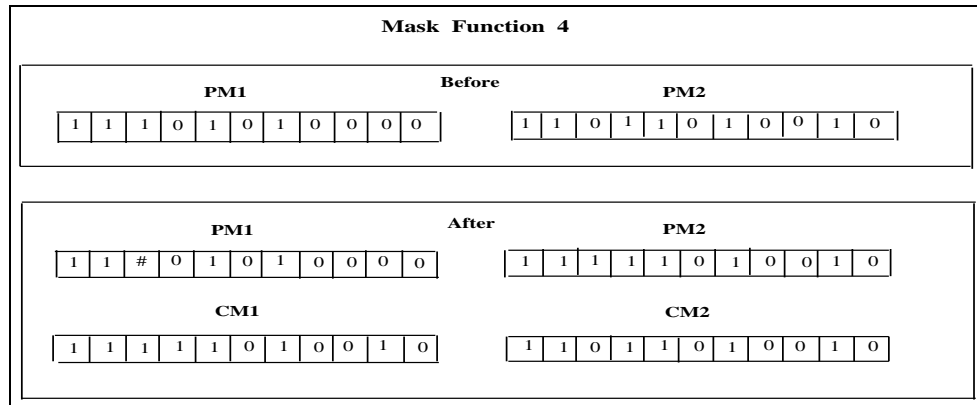 Mask Function 4
Before
PM1 PM2
1 1 1 0 1 0 1 0 0 0 0 1 1 0 1 1 0 1 0 0 1 0
After
PM1 PM2
1 1 # 0 1 0 1 0 0 0 0 1 1 1 1 1 0 1 0 0 1 0
CM1 CM2
1 1 1 1 1 0 1 0 0 1 0 1 1 0 1 1 0 1 0 0 1 0